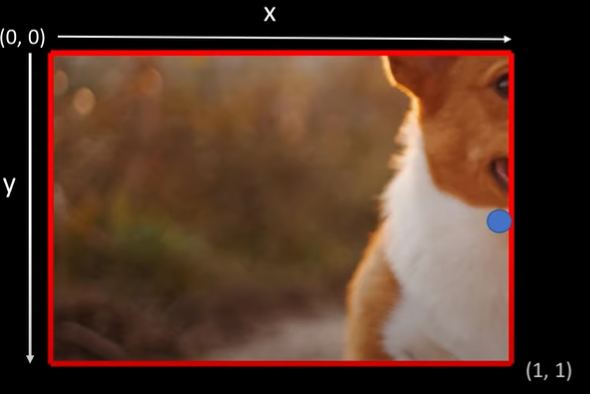 x
(0, 0)
y
(1, 1)